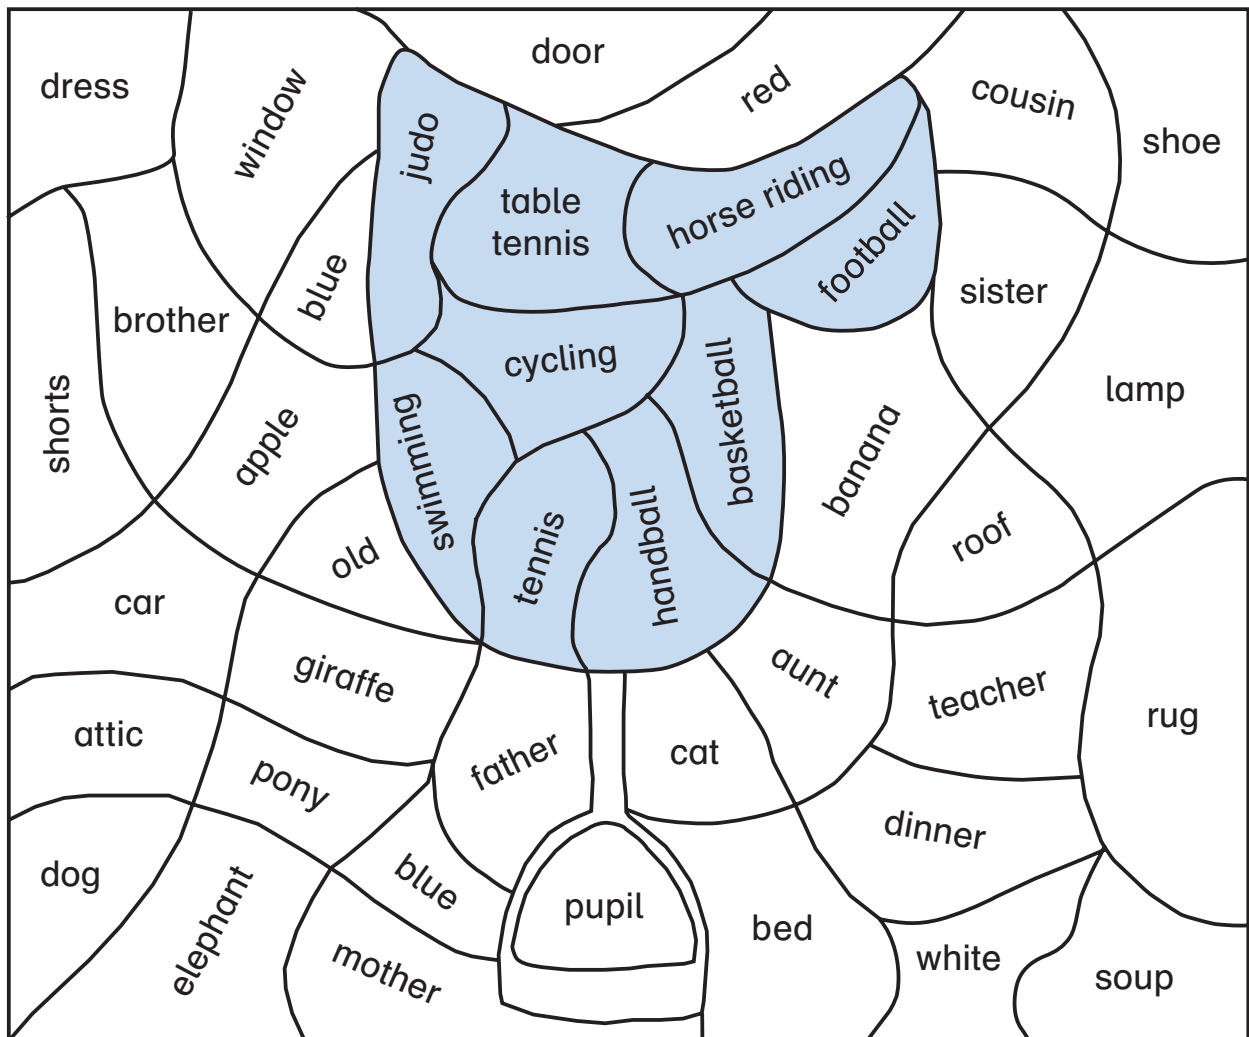 door
dress
window
red
cousin
shoe
judo
table
tennis
horse riding
football
blue
brother
sister
cycling
lamp
shorts
apple
swimming
basketball
banana
old
tennis
handball
roof
car
giraffe
aunt
teacher
rug
attic
pony
father
cat
dinner
dog
blue
elephant
pupil
mother
bed
white
soup